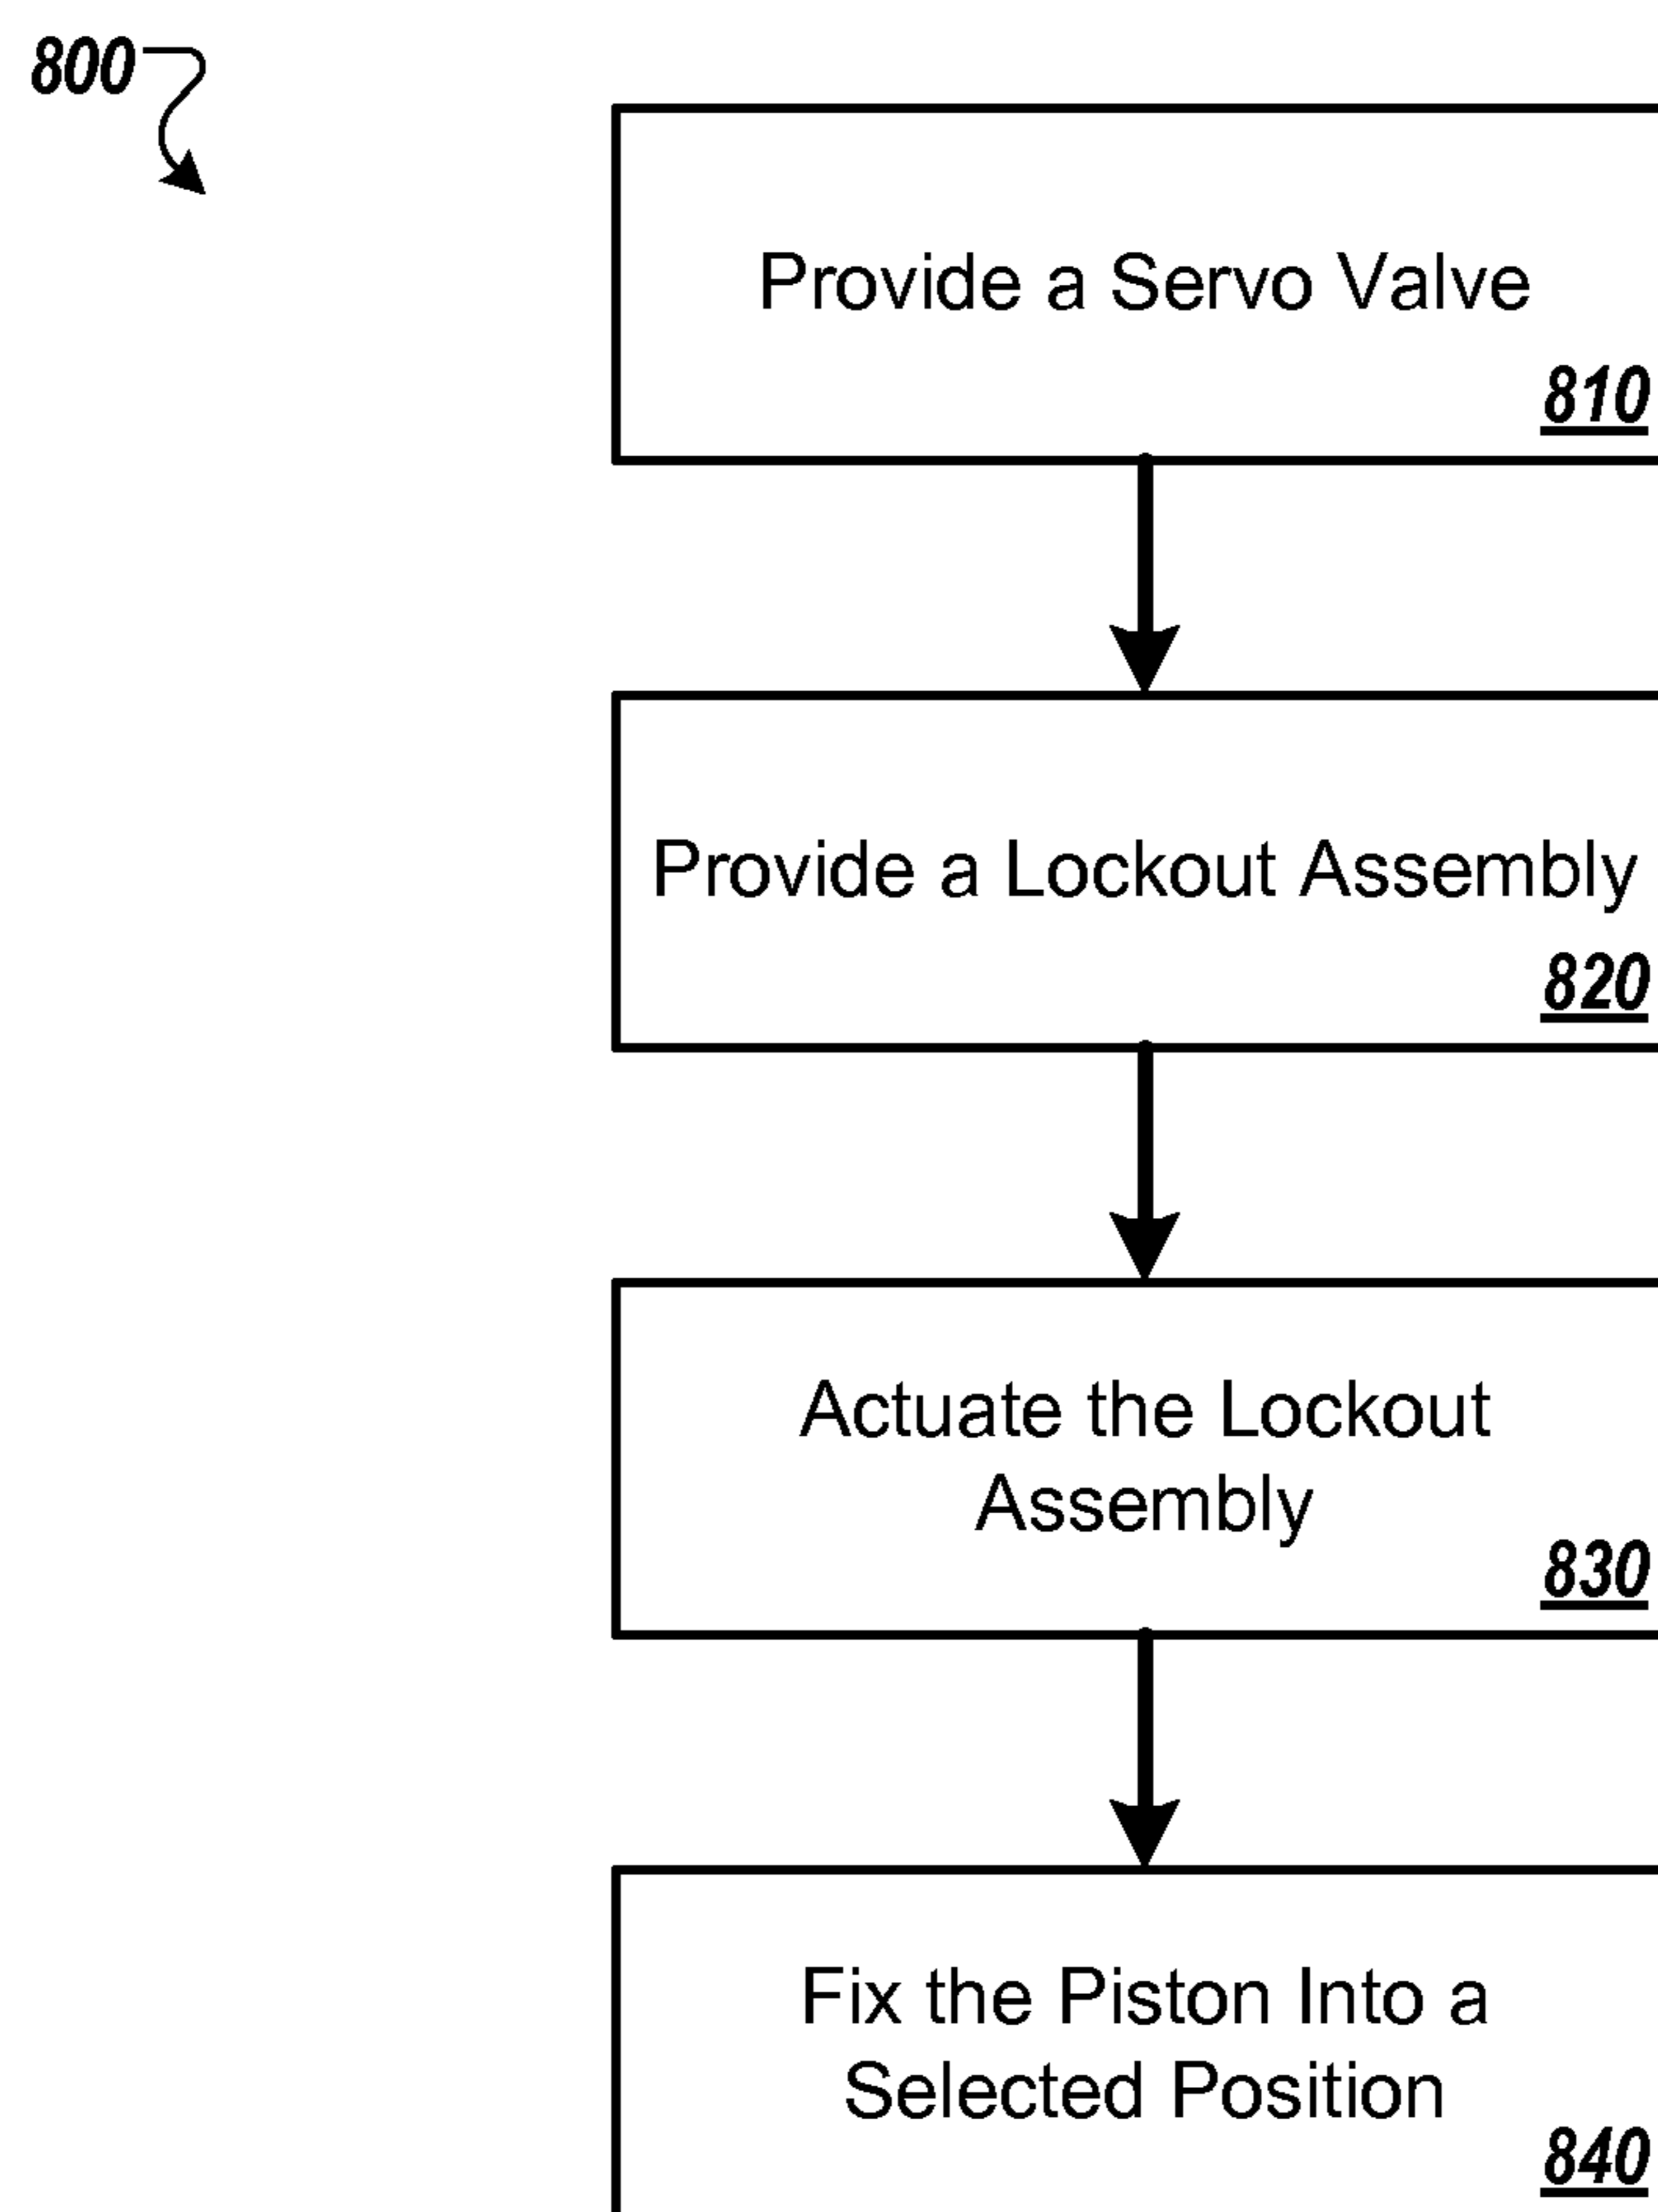 800
Provide a Servo Valve
810
Provide a Lockout Assembly
820
Actuate the Lockout
Assembly
830
Fix the Piston Into a
Selected Position
840